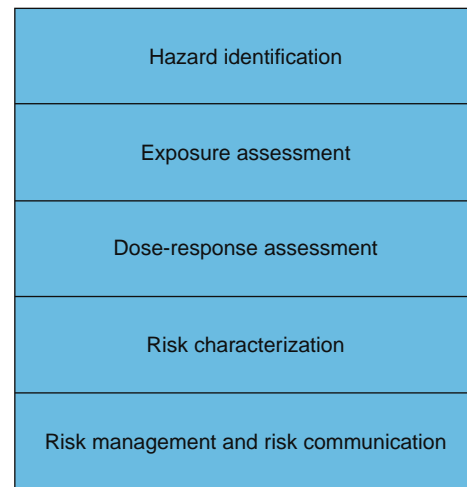 Hazard identification
Exposure assessment
Dose-response assessment
Risk characterization
Risk management and risk communication